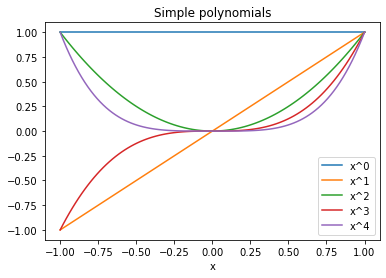 Simple polynomials
1.00
0.75
0.50
0.25
0.00
−0.25
−0.50
−0.75
−1.00
x^0
x^1
x^2
x^3
x^4
−1.00 −0.75 −0.50 −0.25 0.00 0.25 0.50 0.75 1.00
x